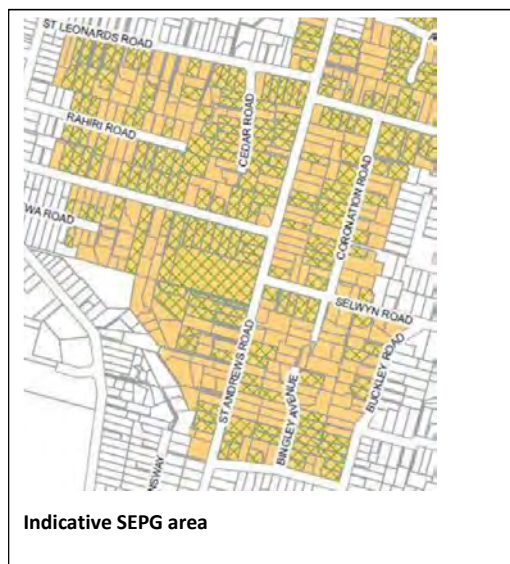 ST LEONARDS ROAD
RAHIRI ROAD
CEDAR ROAD
CORONATION ROAD
WA ROAD
SELWYN ROAD
ST ANDREWS ROAD
BUCKLEY ROAD
BINGLEY AVENUE
NSWAY
Indicative SEPG area